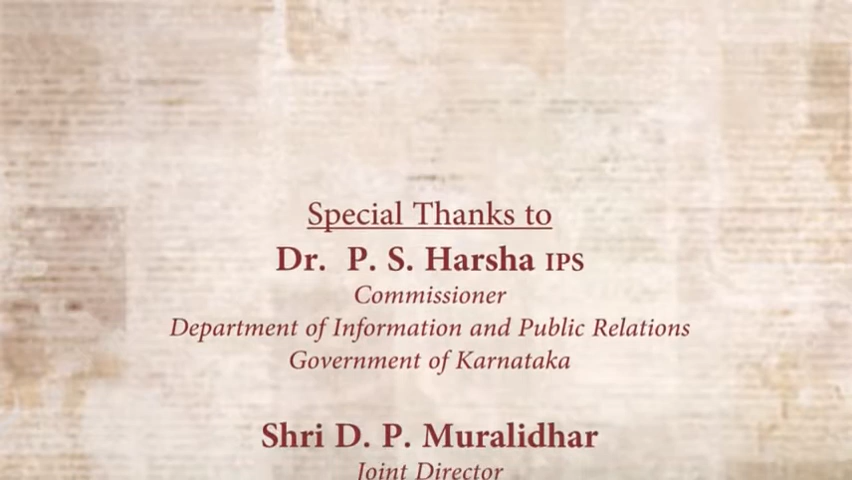 Special Thanks to
Dr. P. S. Harsha IPS
Commissioner
Department of Information and Public Relations
Government of Karnataka
Shri D. P. Muralidhar
Joint Director